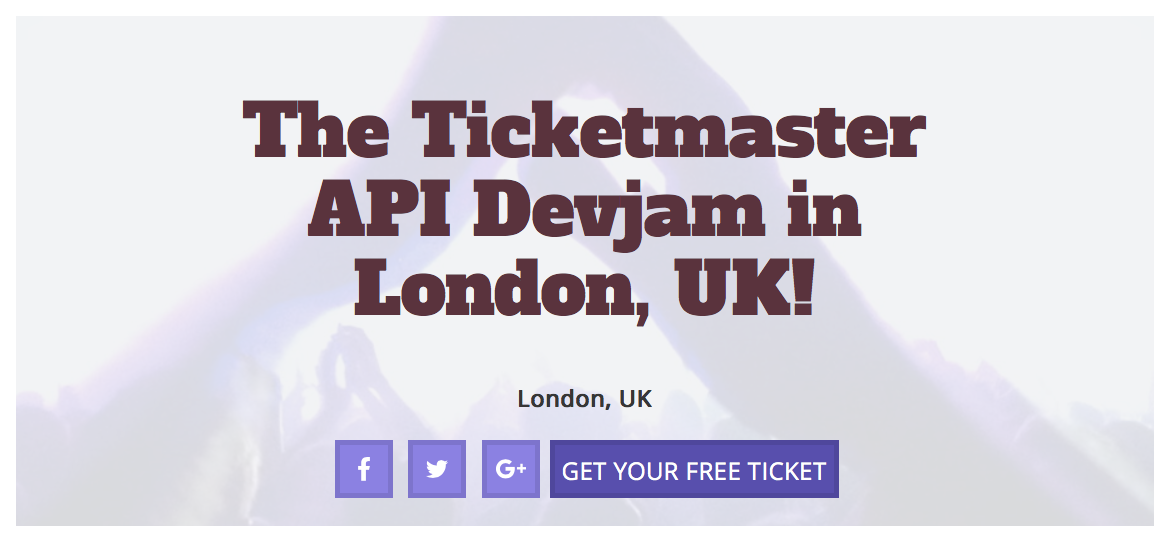 The Ticketmaster
API Devjam in
London, UK!
London, UK
f G+ GET YOUR FREE TICKET